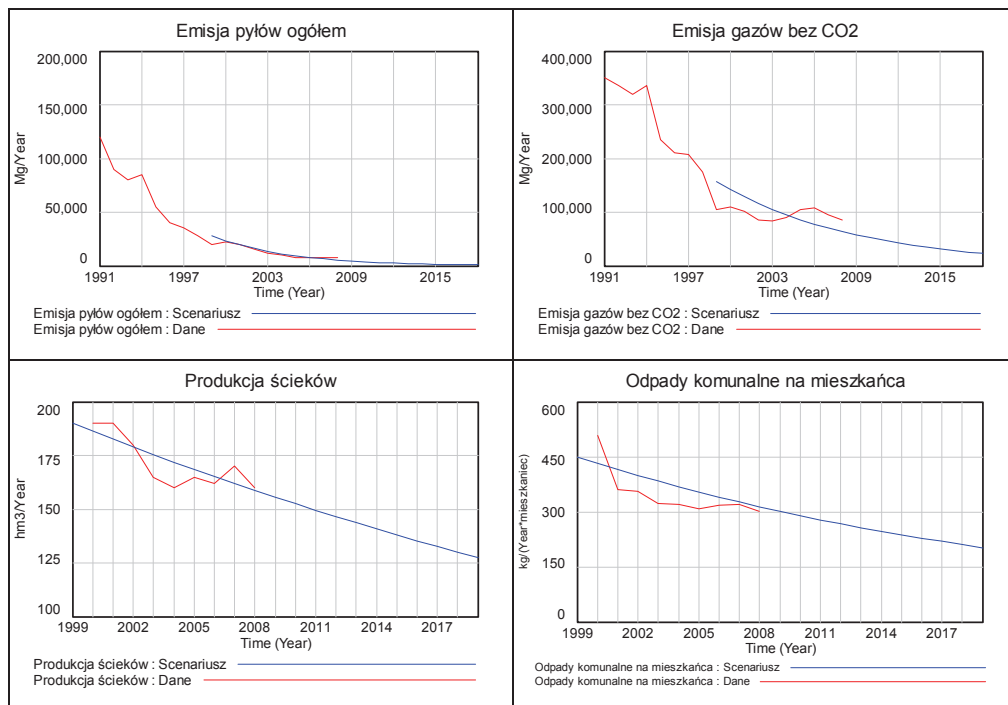 Emisja pyłów ogółem
200,000
150,000
100,000
50,000
0
Mg/Year
1991 1997 2003 2009 2015
Time (Year)
Emisja pyłów ogółem : Scenariusz
Emisja pyłów ogółem : Dane
Emisja gazów bez CO2
400,000
300,000
200,000
100,000
0
Mg/Year
1991 1997 2003 2009 2015
Time (Year)
Emisja gazów bez CO2 : Scenariusz
Emisja gazów bez CO2 : Dane
Produkcja ścieków
200
175
150
125
100
hm3/Year
1999 2002 2005 2008 2011 2014 2017
Time (Year)
Produkcja ścieków : Scenariusz
Produkcja ścieków : Dane
Odpady komunalne na mieszkańca
600
450
300
150
0
kg/(Year*mieszkaniec)
1999 2002 2005 2008 2011 2014 2017
Time (Year)
Odpady komunalne na mieszkańca : Scenariusz
Odpady komunalne na mieszkańca : Dane